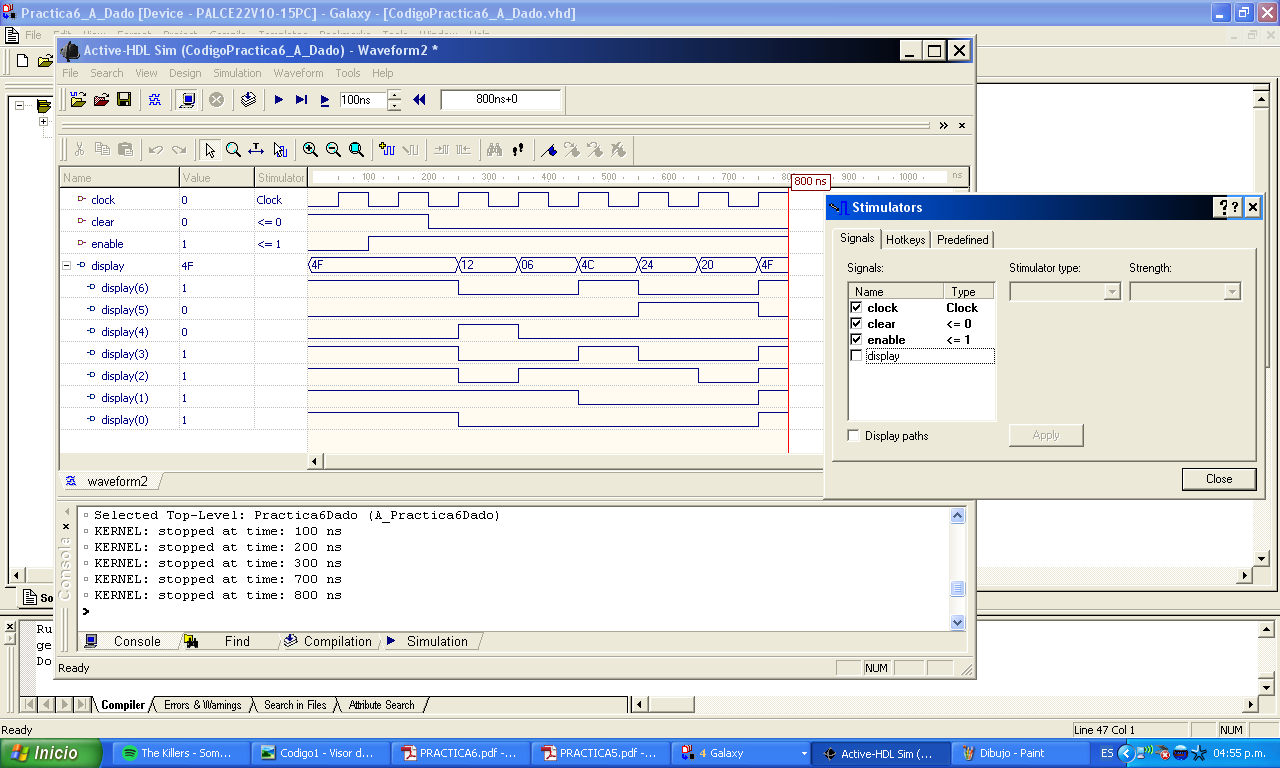 Practica6_A_Dado [Device - PALCE22V10-15PC] - Galaxy - [CodigoPractica6_A_Dado.vhd]
Active-HDL Sim (CodigoPractica6_A_Dado) - Waveform2 *
File Search View Design Simulation Waveform Tools Help
100ns 800ns+0
Name Value Stimulator 100 200 300 400 500 600 700 900 1000 ns
800 ns
clock 0 Clock
clear 0 <= 0
enable 1 <= 1
display 4F 4F 12 06 4C 24 20 4F
display(6) 1
display(5) 0
display(4) 0
display(3) 1
display(2) 1
display(1) 1
display(0) 1
waveform2
Stimulators
Signals Hotkeys Predefined
Signals: Stimulator type: Strength:
Name Type
clock Clock
clear <= 0
enable <= 1
display
Display paths Apply
Close
Selected Top-Level: Practica6Dado (A_Practica6Dado)
KERNEL: stopped at time: 100 ns
KERNEL: stopped at time: 200 ns
KERNEL: stopped at time: 300 ns
KERNEL: stopped at time: 700 ns
KERNEL: stopped at time: 800 ns
>
Consola
Console Find Compilation Simulation
Ready NUM
So
Ru
ge
Do
Compiler Errors & Warnings Search in Files Attribute Search
Ready Line 47 Col 1 NUM
Inicio The Killers - Som... Codigo1 - Visor d... PRACTICA6.pdf -... PRACTICA5.pdf -... 4 Galaxy Active-HDL Sim (... Dibujo - Paint ES 04:55 p.m.